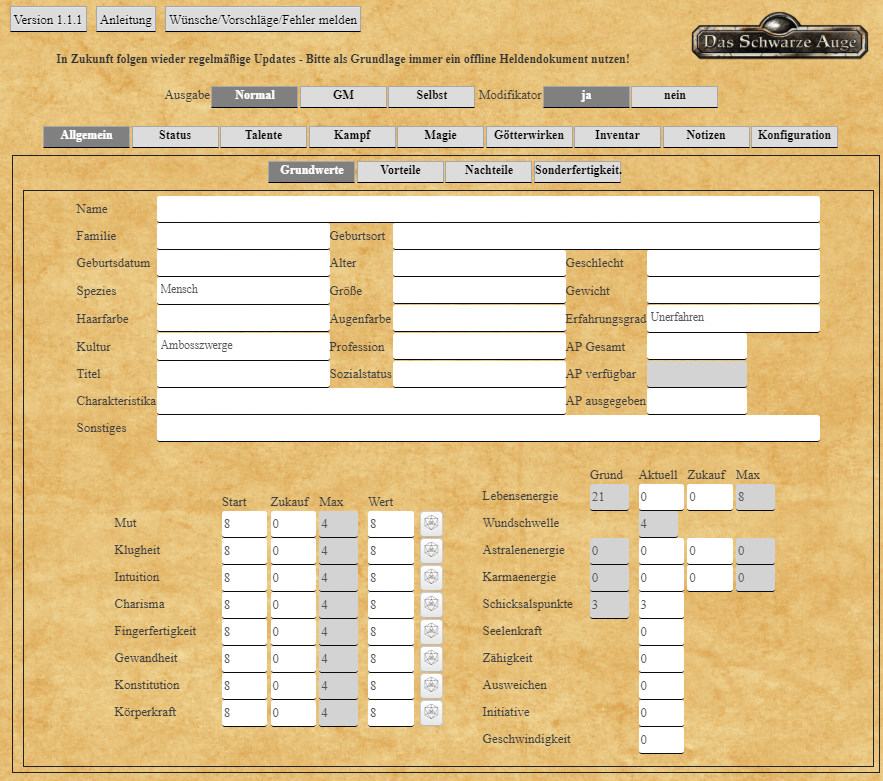 Version 1.1.1 Anleitung Wünsche/Vorschläge/Fehler melden
Das Schwarze Auge
In Zukunft folgen wieder regelmäßige Updates - Bitte als Grundlage immer ein offline Heldendokument nutzen!
Ausgabe Normal GM Selbst Modifikator ja nein
Allgemein Status Talente Kampf Magie Götterwirken Inventar Notizen Konfiguration
Grundwerte Vorteile Nachteile Sonderfertigkeit.
Name
Familie Geburtsort
Geburtsdatum Alter Geschlecht
Spezies Mensch Größe Gewicht
Haarfarbe Augenfarbe Erfahrungsgrad Unerfahren
Kultur Ambosszwerge Profession AP Gesamt
Titel Sozialstatus AP verfügbar
Charakteristika AP ausgegeben
Sonstiges
Start Zukauf Max Wert
Mut 8 0 4 8
Klugheit 8 0 4 8
Intuition 8 0 4 8
Charisma 8 0 4 8
Fingerfertigkeit 8 0 4 8
Gewandheit 8 0 4 8
Konstitution 8 0 4 8
Körperkraft 8 0 4 8
Grund Aktuell Zukauf Max
Lebensenergie 21 0 0 8
Wundschwelle 4
Astralenenergie 0 0 0 0
Karmaenergie 0 0 0 0
Schicksalspunkte 3 3
Seelenkraft 0
Zähigkeit 0
Ausweichen 0
Initiative 0
Geschwindigkeit 0